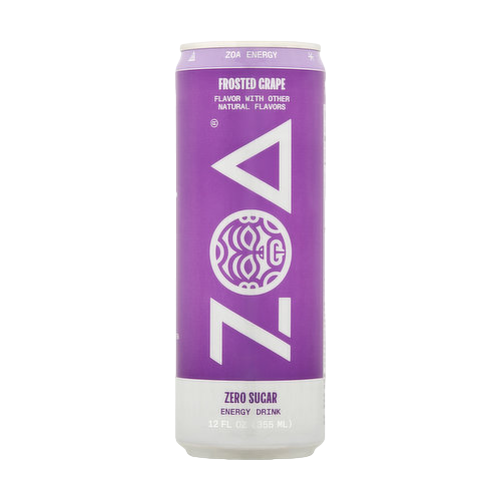 ZOA ENERGY
FROSTED GRAPE
FLAVOR WITH OTHER
NATURAL FLAVORS
ZOA®
ZERO SUGAR
ENERGY DRINK
12 FL OZ (355 ML)